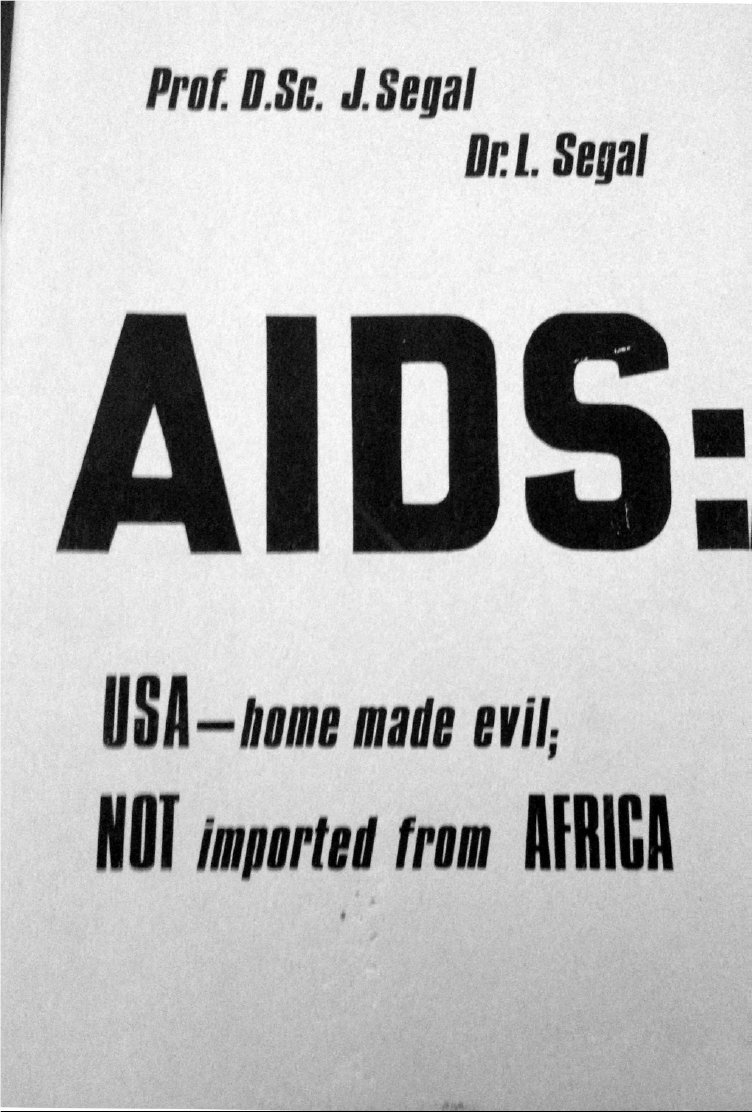 Prof. D.Sc. J. Segal
Dr. L. Segal
AIDS:
USA – home made evil;
NOT imported from AFRICA